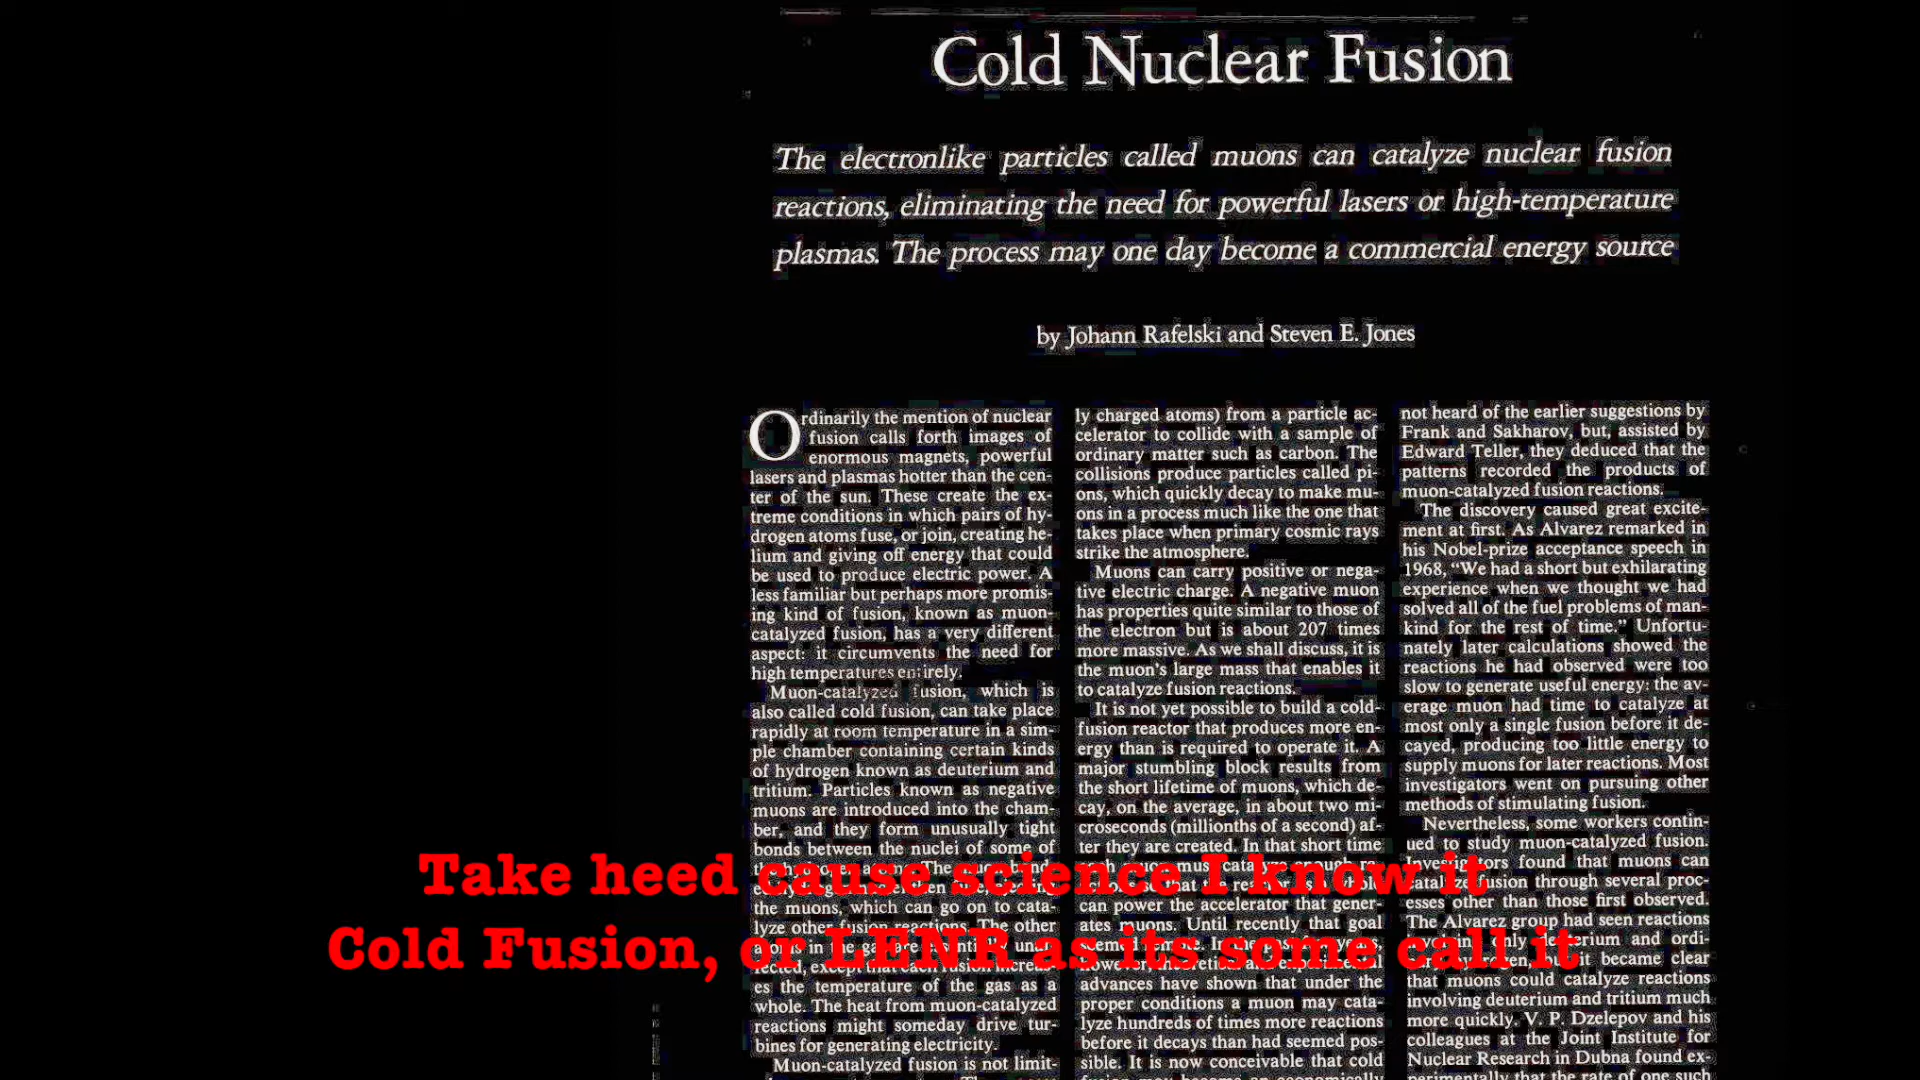 Cold Nuclear Fusion
The electronlike particles called muons can catalyze nuclear fusion
reactions, eliminating the need for powerful lasers or high-temperature
plasmas. The process may one day become a commercial energy source
by Johann Rafelski and Steven E. Jones
Ordinarily the mention of nuclear
fusion calls forth images of
enormous magnets, powerful
lasers and plasmas hotter than the cen-
ter of the sun. These create the ex-
treme conditions in which pairs of hy-
drogen atoms fuse, or join, creating he-
lium and giving off energy that could
be used to produce electric power. A
less familiar but perhaps more promis-
ing kind of fusion, known as muon-
catalyzed fusion, has a very different
aspect: it circumvents the need for
high temperatures entirely.
Muon-catalyzed fusion, which is
also called cold fusion, can take place
rapidly at room temperature in a sim-
ple chamber containing certain kinds
of hydrogen known as deuterium and
tritium. Particles known as negative
muons are introduced into the cham-
ber, and they form unusually tight
bonds between the nuclei of some of
the muons, which can go on to cata-
lyze other fusion reactions. The other
es the temperature of the gas as a
whole. The heat from muon-catalyzed
reactions might someday drive tur-
bines for generating electricity.
Muon-catalyzed fusion is not limit-
ly charged atoms) from a particle ac-
celerator to collide with a sample of
ordinary matter such as carbon. The
collisions produce particles called pi-
ons, which quickly decay to make mu-
ons in a process much like the one that
takes place when primary cosmic rays
strike the atmosphere.
Muons can carry positive or nega-
tive electric charge. A negative muon
has properties quite similar to those of
the electron but is about 207 times
more massive. As we shall discuss, it is
the muon's large mass that enables it
to catalyze fusion reactions.
It is not yet possible to build a cold-
fusion reactor that produces more en-
ergy than is required to operate it. A
major stumbling block results from
the short lifetime of muons, which de-
cay, on the average, in about two mi-
croseconds (millionths of a second) af-
ter they are created. In that short time
can power the accelerator that gener-
ates muons. Until recently that goal
advances have shown that under the
proper conditions a muon may cata-
lyze hundreds of times more reactions
before it decays than had seemed pos-
sible. It is now conceivable that cold
not heard of the earlier suggestions by
Frank and Sakharov, but, assisted by
Edward Teller, they deduced that the
patterns recorded the products of
muon-catalyzed fusion reactions.
The discovery caused great excite-
ment at first. As Alvarez remarked in
his Nobel-prize acceptance speech in
1968, "We had a short but exhilarating
experience when we thought we had
solved all of the fuel problems of man-
kind for the rest of time." Unfortu-
nately later calculations showed the
reactions he had observed were too
slow to generate useful energy: the av-
erage muon had time to catalyze at
most only a single fusion before it de-
cayed, producing too little energy to
supply muons for later reactions. Most
investigators went on pursuing other
methods of stimulating fusion.
Nevertheless, some workers contin-
ued to study muon-catalyzed fusion.
Investigators found that muons can
catalyze fusion through several proc-
esses other than those first observed.
The Alvarez group had seen reactions
that muons could catalyze reactions
involving deuterium and tritium much
more quickly. V. P. Dzelepov and his
colleagues at the Joint Institute for
Nuclear Research in Dubna found ex-
perimentally that the rate of one such
Take heed cause science I know it
Cold Fusion, or LENR as its some call it